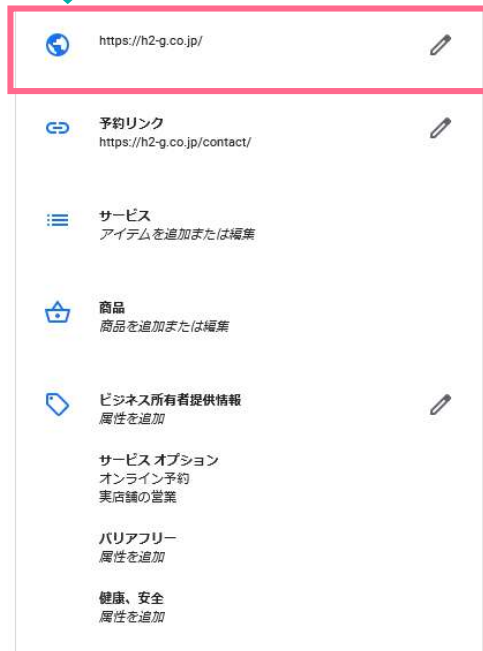 https://h2-g.co.jp/
予約リンク
https://h2-g.co.jp/contact/
サービス
アイテムを追加または編集
商品
商品を追加または編集
ビジネス所有者提供情報
属性を追加
サービス オプション
オンライン予約
実店舗の営業
バリアフリー
属性を追加
健康、安全
属性を追加